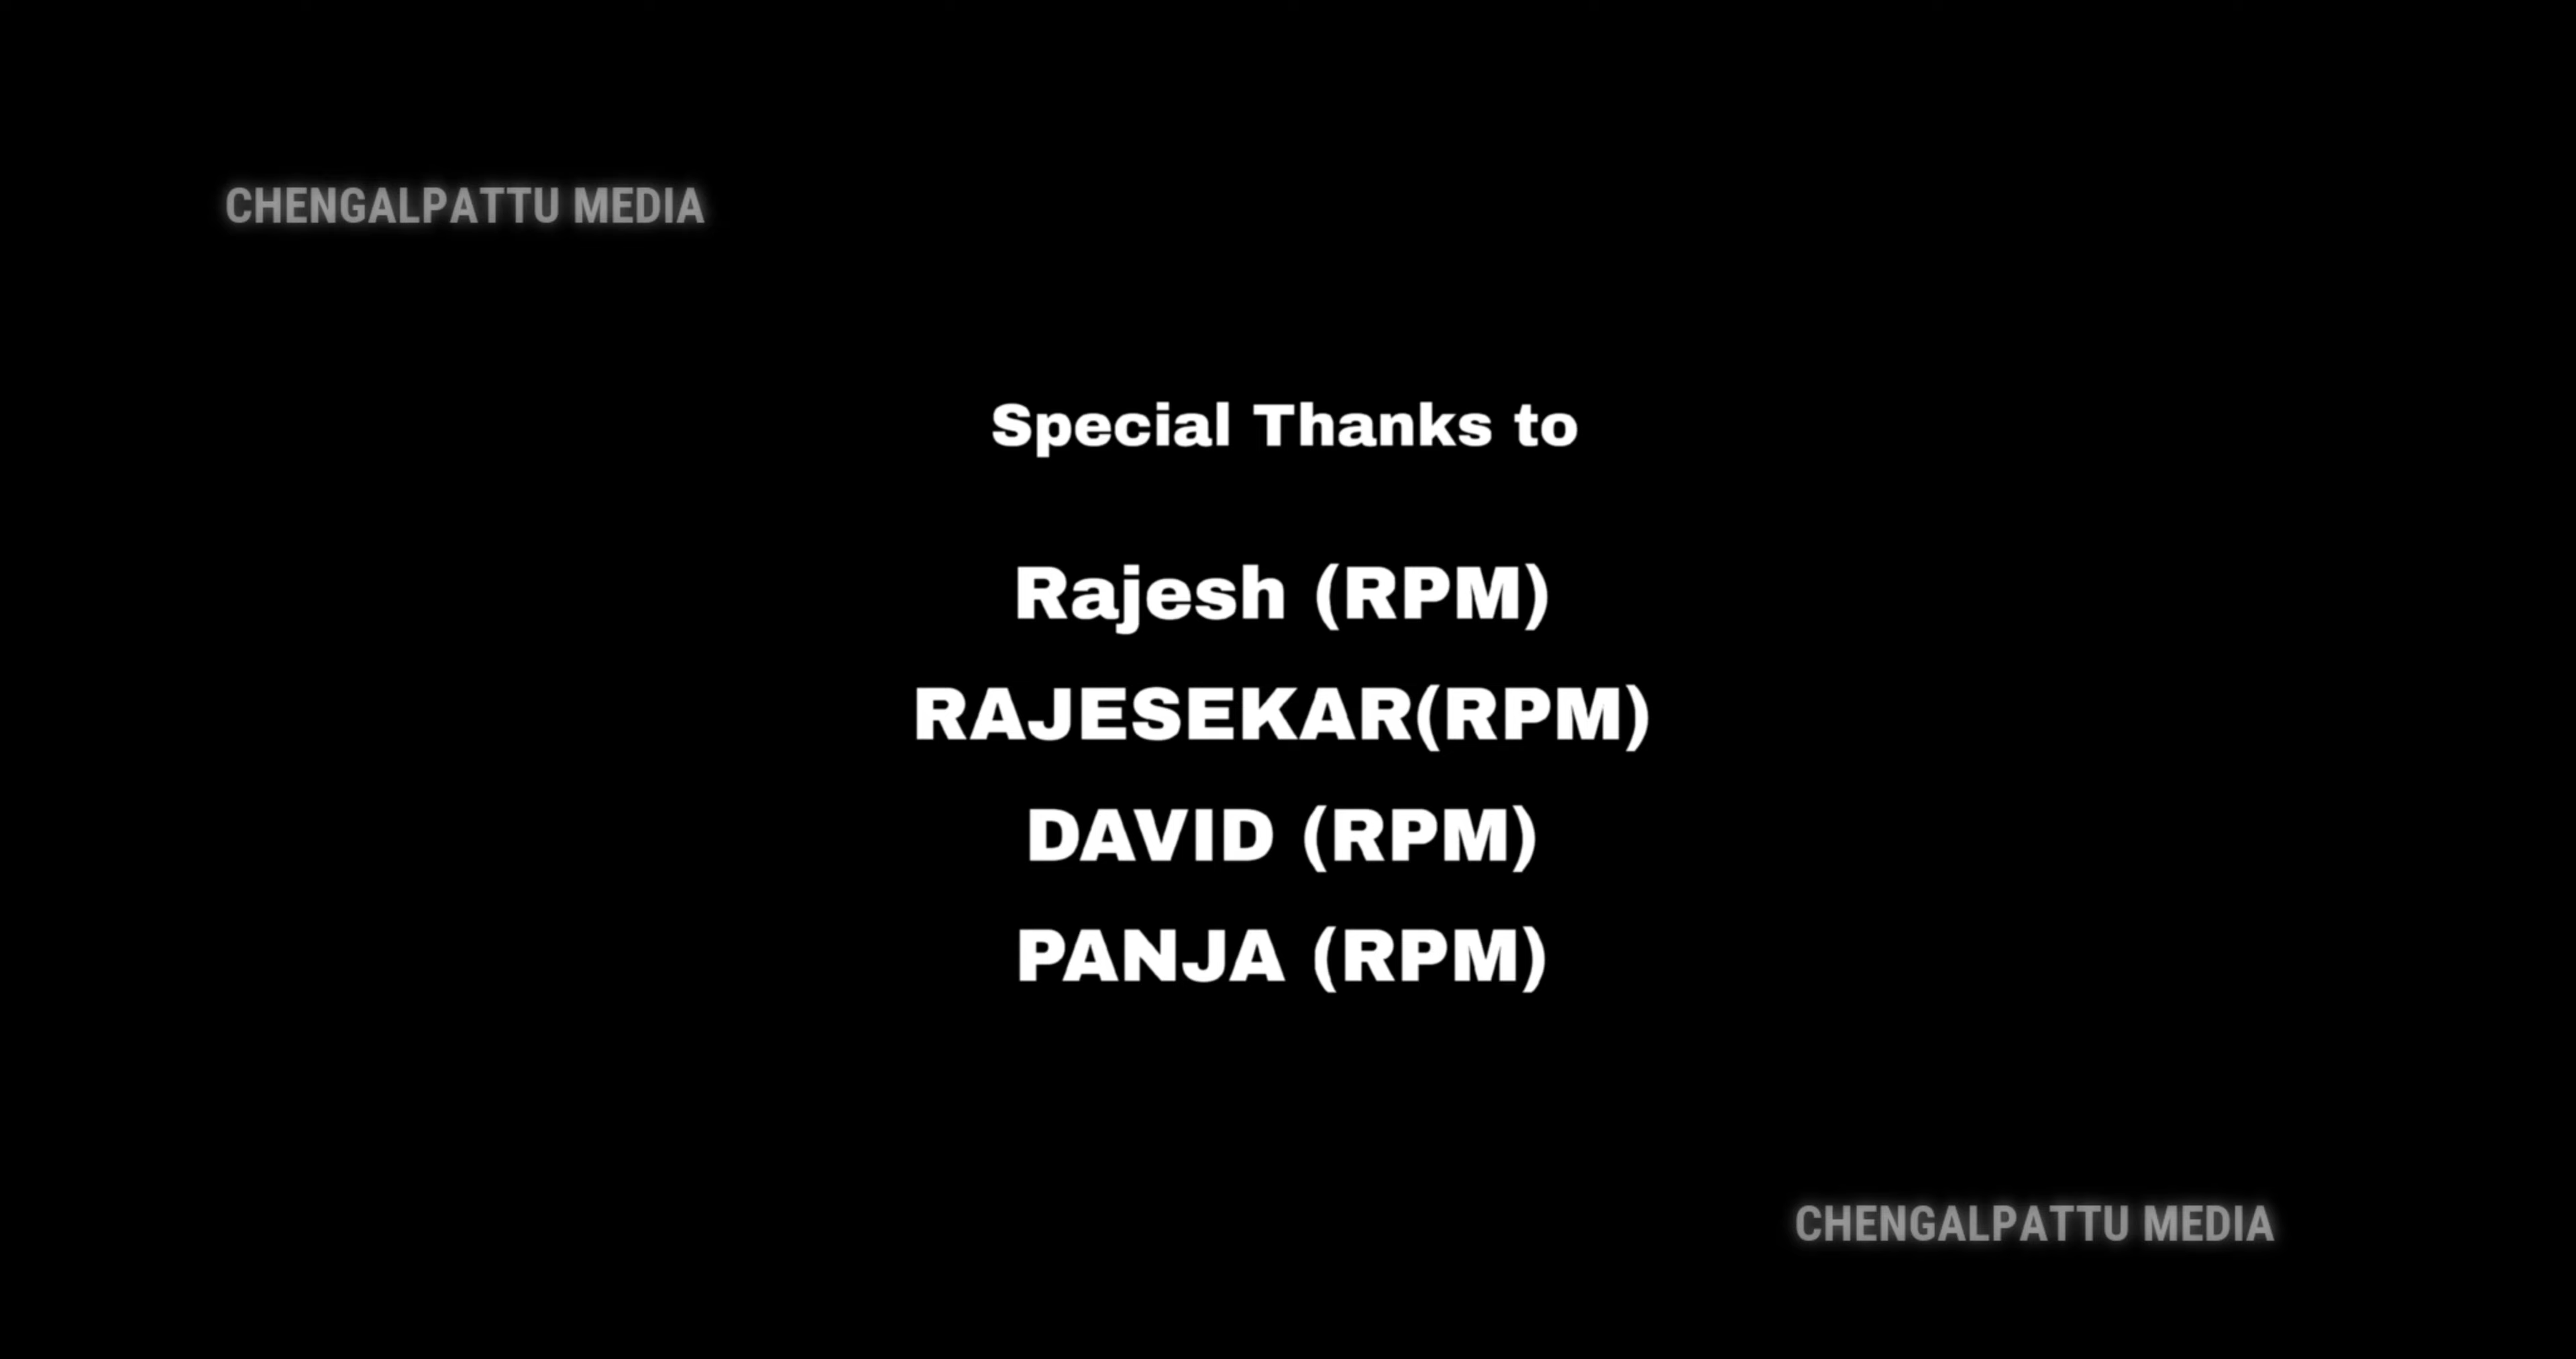 CHENGALPATTU MEDIA
Special Thanks to
Rajesh (RPM)
RAJESEKAR(RPM)
DAVID (RPM)
PANJA (RPM)
CHENGALPATTU MEDIA